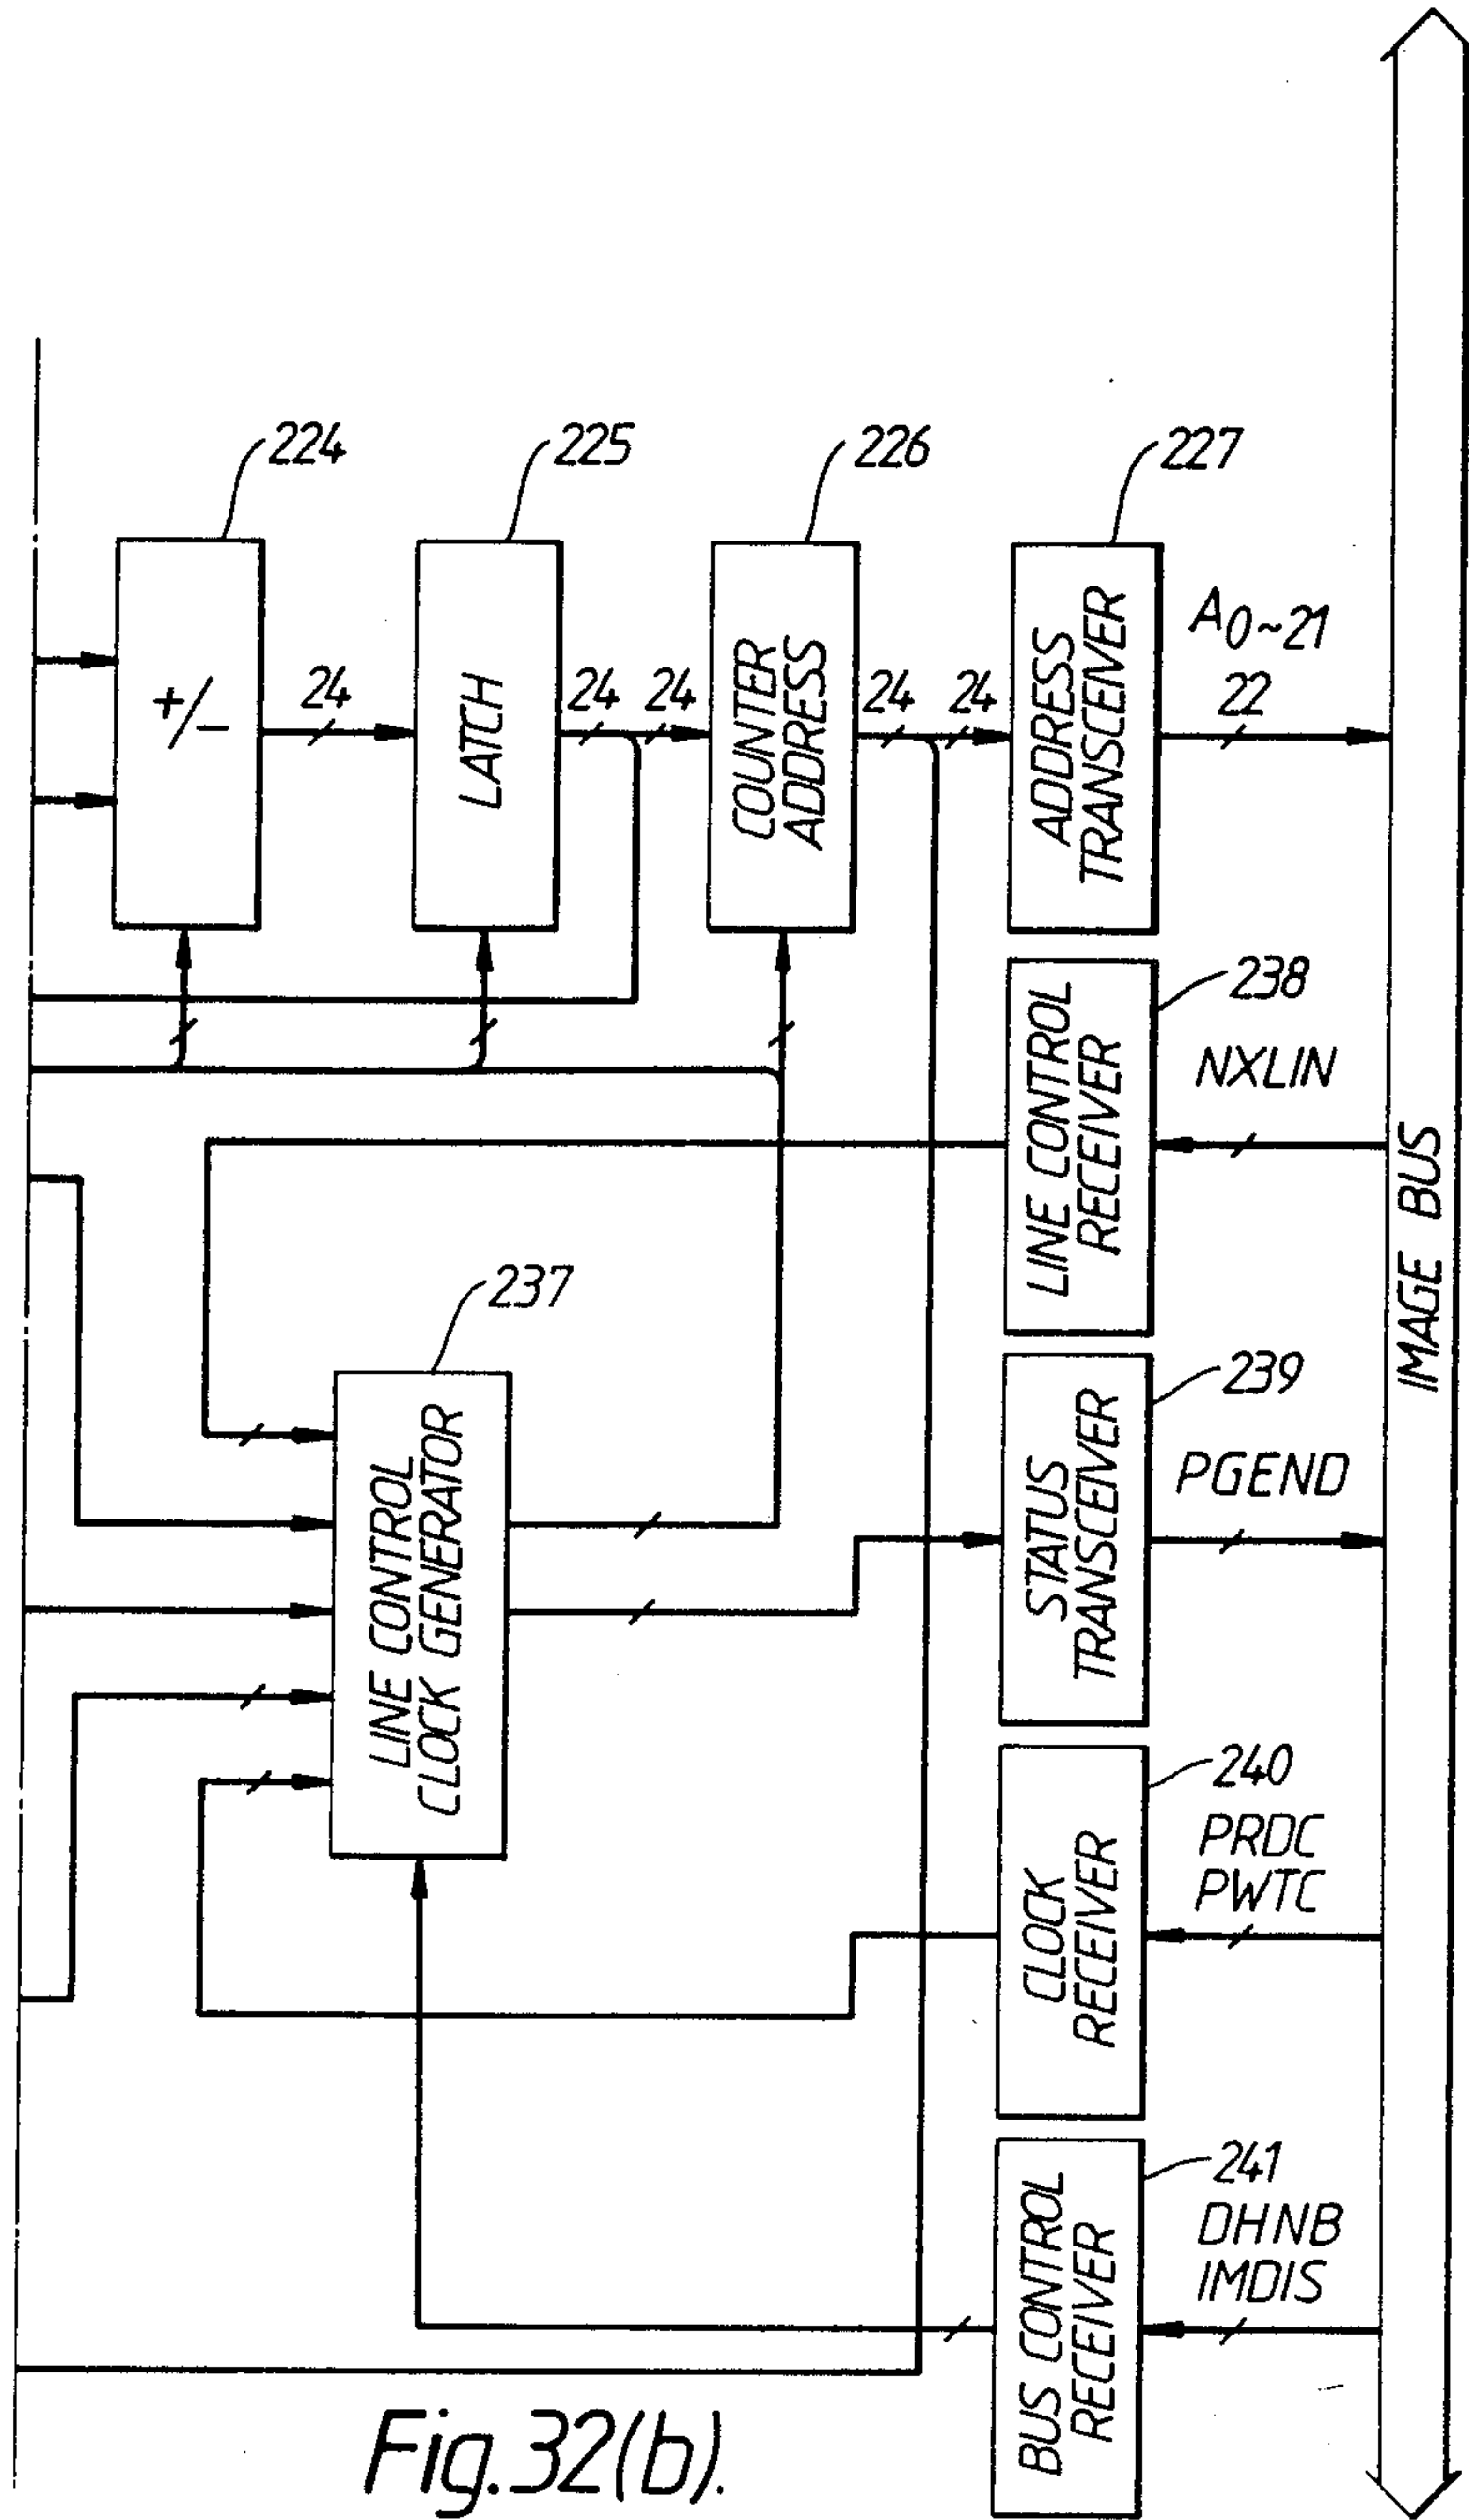 224
225
226
227
+/-
24
LATCH
24
24
COUNTER
ADDRESS
24
24
ADDRESS
TRANSCEIVER
A0~21
22
238
LINE CONTROL
RECEIVER
NXLIN
IMAGE BUS
237
LINE CONTROL
CLOCK GENERATOR
239
STATUS
TRANSCEIVER
PGEND
240
CLOCK
RECEIVER
PRDC
PWTC
241
BUS CONTROL
RECEIVER
DHNB
IMDIS
Fig.32(b).